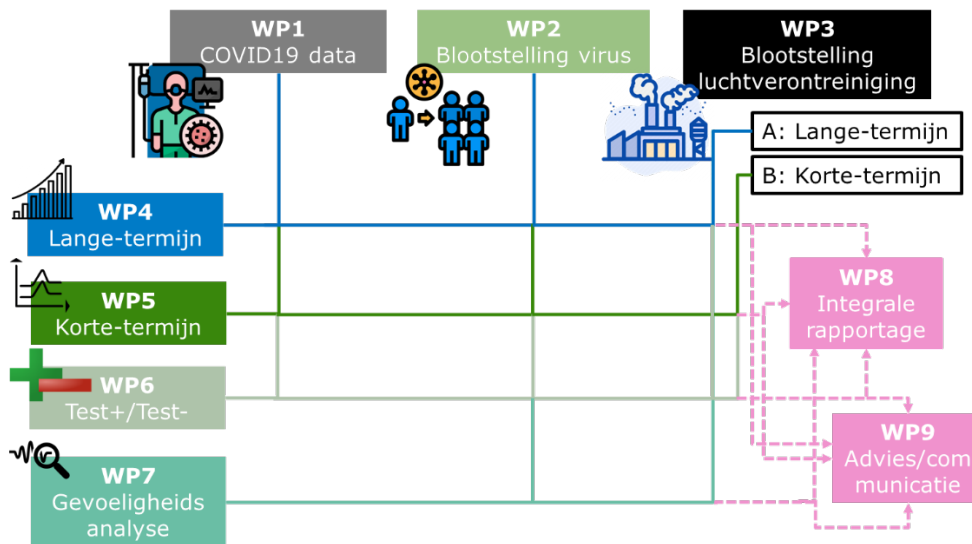 WP1
COVID19 data
WP2
Blootstelling virus
WP3
Blootstelling
luchtverontreiniging
A: Lange-termijn
B: Korte-termijn
WP4
Lange-termijn
WP5
Korte-termijn
WP6
Test+/Test-
WP7
Gevoeligheids
analyse
WP8
Integrale
rapportage
WP9
Advies/com
municatie